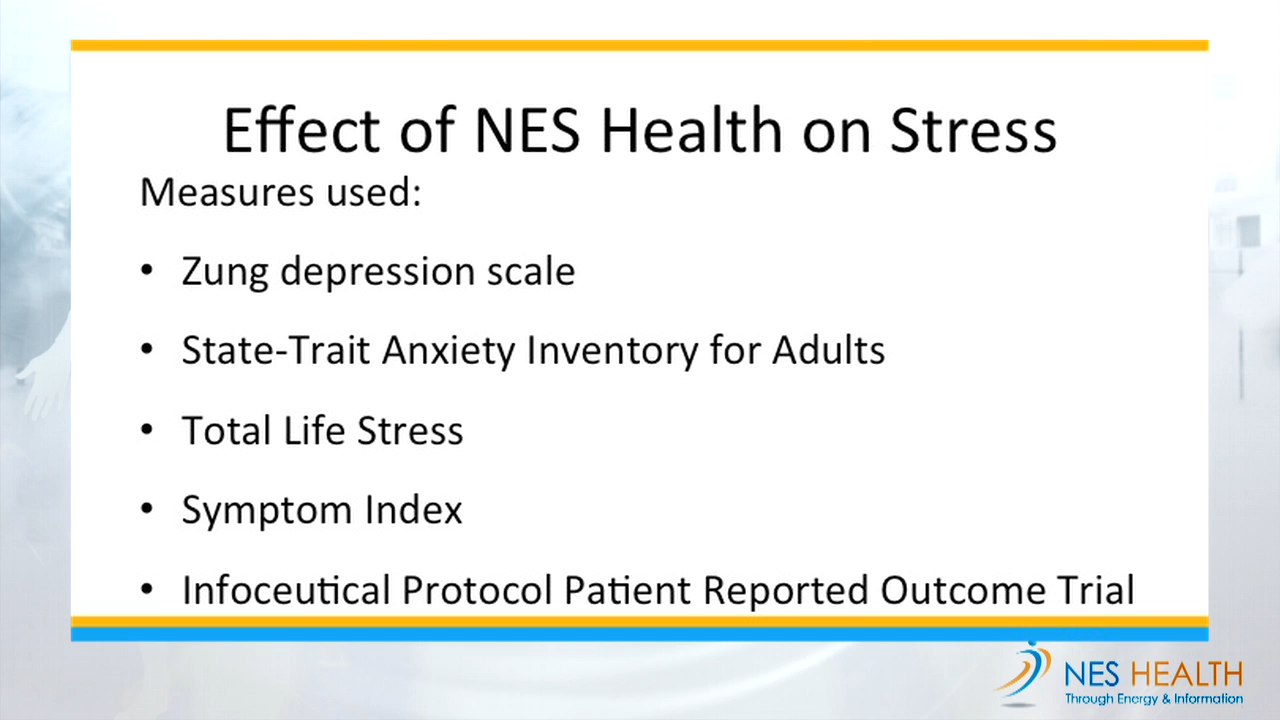 Effect of NES Health on Stress
Measures used:
• Zung depression scale
• State-Trait Anxiety Inventory for Adults
• Total Life Stress
• Symptom Index
• Infoceutical Protocol Patient Reported Outcome Trial
NES HEALTH
Through Energy & Information